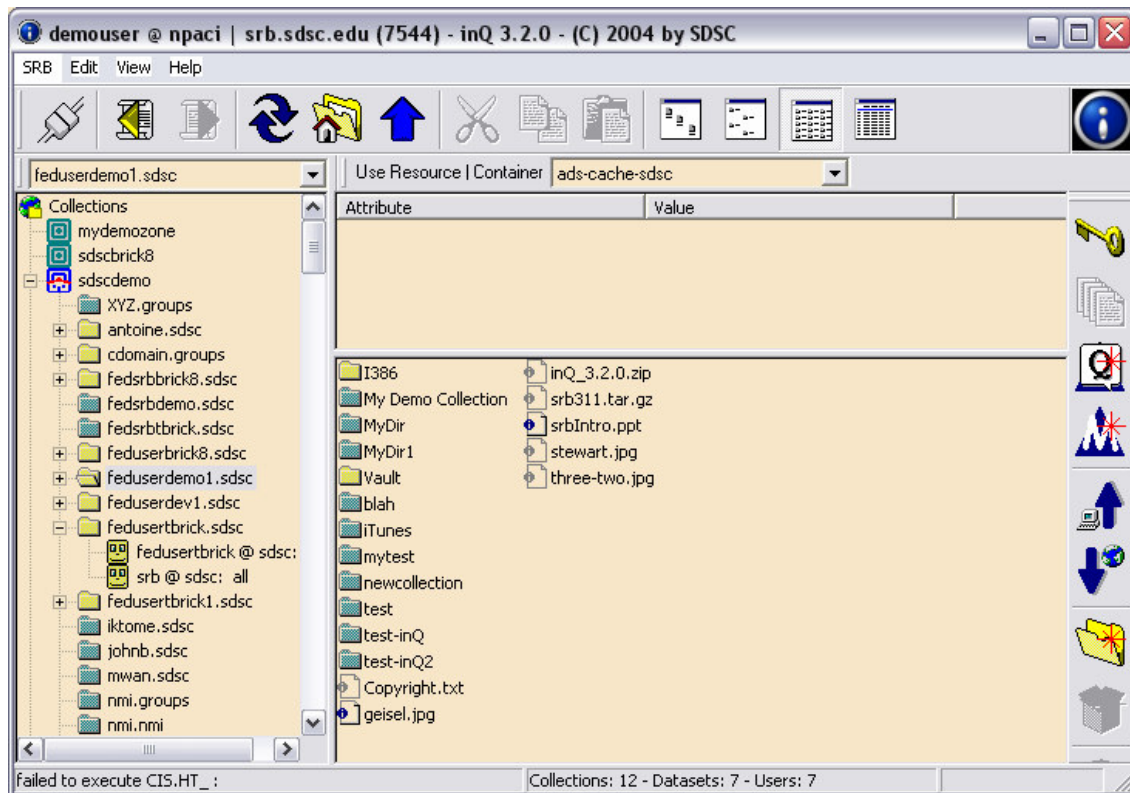 demouser @ npaci | srb.sdsc.edu (7544) - inQ 3.2.0 - (C) 2004 by SDSC
SRB Edit View Help
feduserdemo1.sdsc
Use Resource | Container ads-cache-sdsc
Collections
mydemozone
sdscbrick8
sdscdemo
XYZ.groups
antoine.sdsc
cdomain.groups
fedsrbbrick8.sdsc
fedsrbdemo.sdsc
fedsrbtbrick.sdsc
feduserbrick8.sdsc
feduserdemo1.sdsc
feduserdev1.sdsc
fedusertbrick.sdsc
fedusertbrick @ sdsc:
srb @ sdsc: all
fedusertbrick1.sdsc
iktome.sdsc
johnb.sdsc
mwan.sdsc
nmi.groups
nmi.nmi
Attribute Value
I386
My Demo Collection
MyDir
MyDir1
Vault
blah
iTunes
mytest
newcollection
test
test-inQ
test-inQ2
Copyright.txt
geisel.jpg
inQ_3.2.0.zip
srb311.tar.gz
srbIntro.ppt
stewart.jpg
three-two.jpg
Q
failed to execute CIS.HT_ :
Collections: 12 - Datasets: 7 - Users: 7